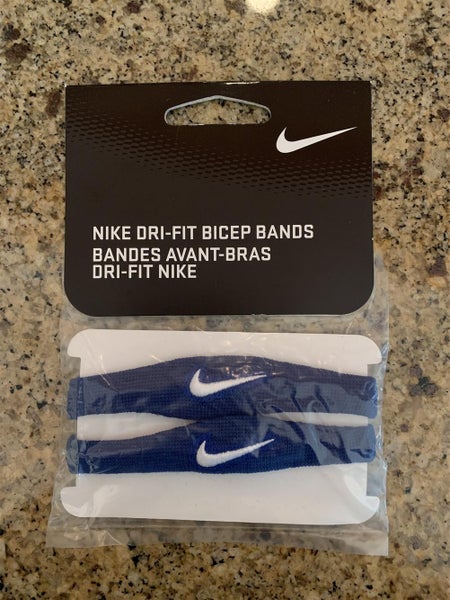 NIKE DRI-FIT BICEP BANDS
BANDES AVANT-BRAS
DRI-FIT NIKE